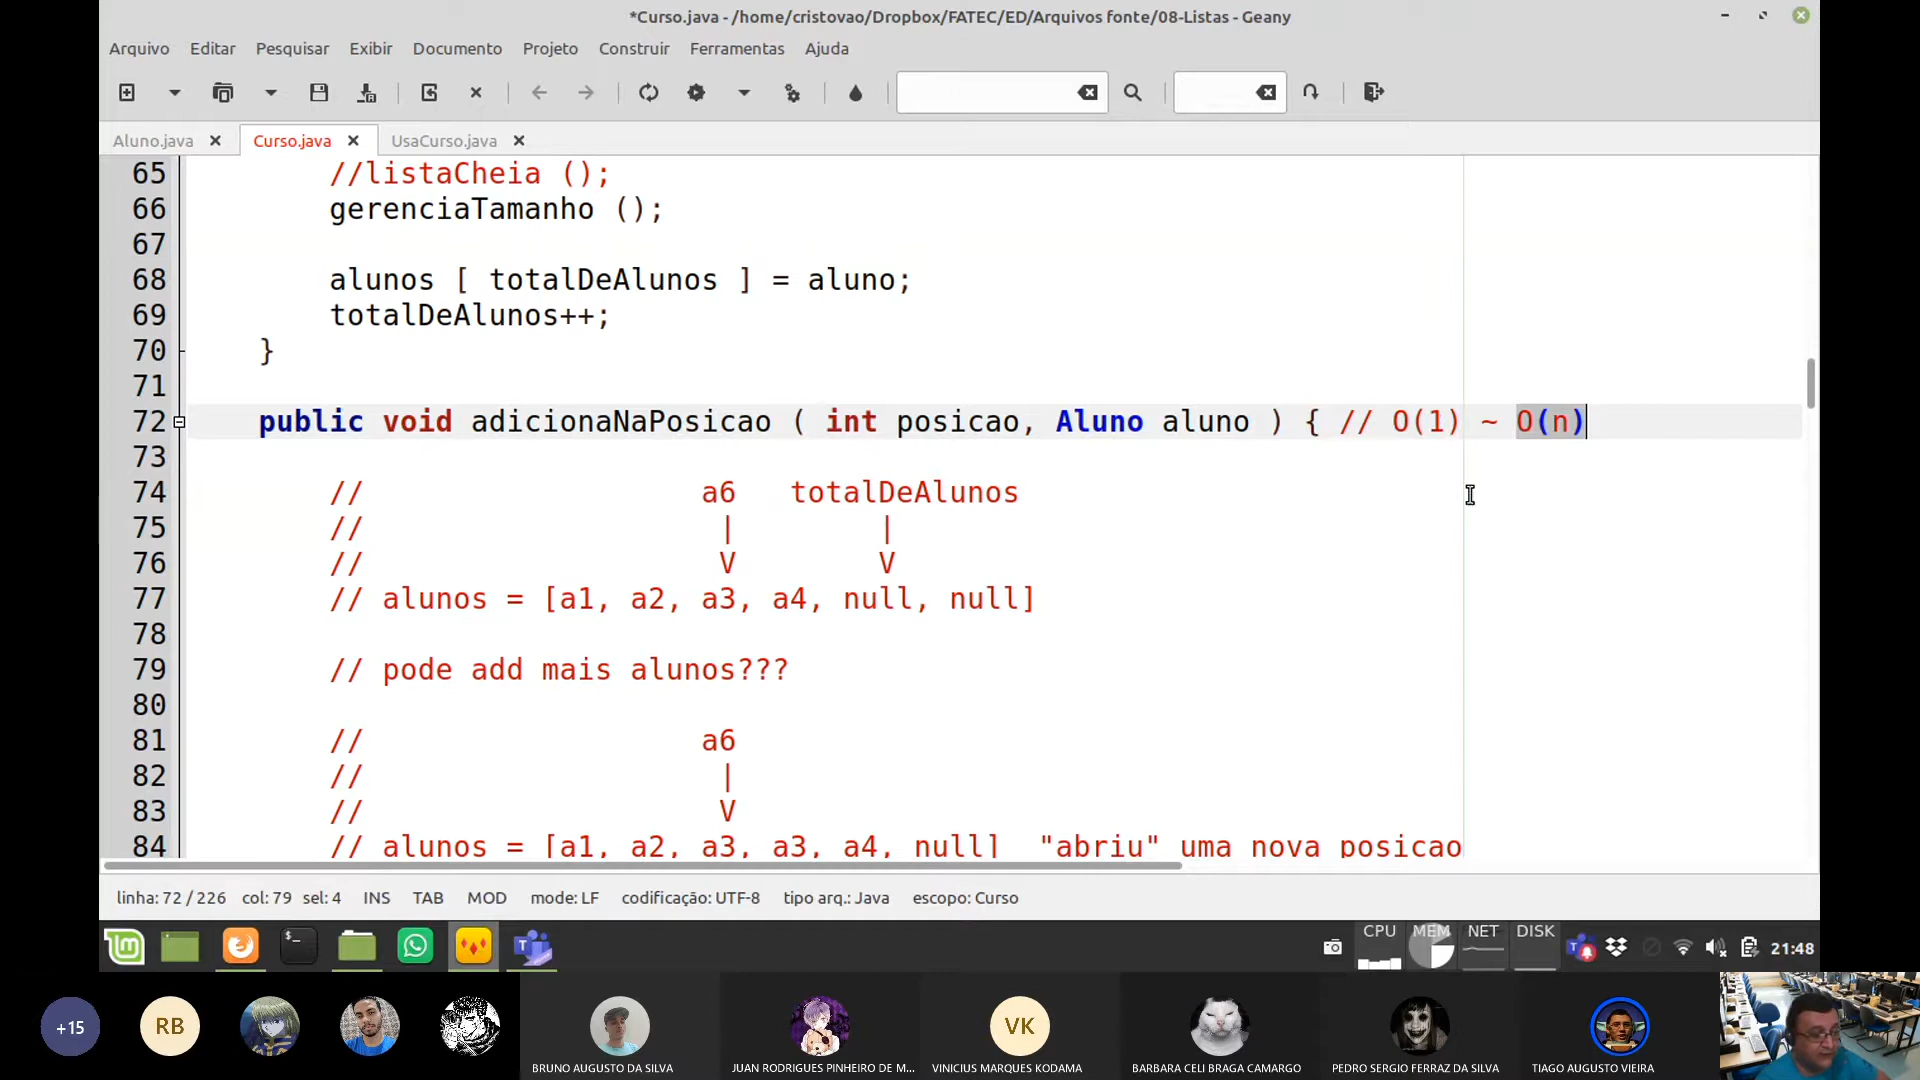 *Curso.java - /home/cristovao/Dropbox/FATEC/ED/Arquivos fonte/08-Listas - Geany
Arquivo Editar Pesquisar Exibir Documento Projeto Construir Ferramentas Ajuda
Aluno.java Curso.java UsaCurso.java
65 //listaCheia ();
66 gerenciaTamanho ();
67
68 alunos [ totalDeAlunos ] = aluno;
69 totalDeAlunos++;
70 }
71
72 public void adicionaNaPosicao ( int posicao, Aluno aluno ) { // O(1) ~ O(n)
73
74 // a6 totalDeAlunos
75 // | |
76 // V V
77 // alunos = [a1, a2, a3, a4, null, null]
78
79 // pode add mais alunos???
80
81 // a6
82 // |
83 // V
84 // alunos = [a1, a2, a3, a3, a4, null] "abriu" uma nova posicao
linha: 72 / 226 col: 79 sel: 4 INS TAB MOD mode: LF codificação: UTF-8 tipo arq.: Java escopo: Curso
CPU MEM NET DISK 21:48
+15 RB VK
BRUNO AUGUSTO DA SILVA JUAN RODRIGUES PINHEIRO DE M... VINICIUS MARQUES KODAMA BARBARA CELI BRAGA CAMARGO PEDRO SERGIO FERRAZ DA SILVA TIAGO AUGUSTO VIEIRA